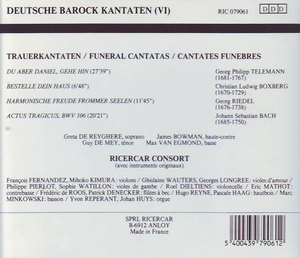 DEUTSCHE BAROCK KANTATEN (VI)
RIC 079061
DDD
TRAUERKANTATEN / FUNERAL CANTATAS / CANTATES FUNEBRES
DU ABER DANIEL, GEHE HIN (27'39")
Georg Philipp TELEMANN
(1681-1767)
BESTELLE DEIN HAUS (6'48")
Christian Ludwig BOXBERG
(1670-1729)
HARMONISCHE FREUDE FROMMER SEELEN (11'45")
Georg RIEDEL
(1676-1738)
ACTUS TRAGICUS, BWV 106 (20'21")
Johann Sebastian BACH
(1685-1750)
Greta DE REYGHERE, soprano
James BOWMAN, haute-contre
Guy DE MEY, ténor
Max VAN EGMOND, basse
RICERCAR CONSORT
(avec instruments originaux)
François FERNANDEZ, Mihoko KIMURA: violons / Ghislaine WAUTERS, Georges LONGREE: violes d'amour /
Philippe PIERLOT, Sophie WATILLON: violes de gambe / Roel DIELTIENS: violoncelle / Eric MATHOT:
contrebasse / Frédéric de ROOS, Patrick DENECKER: flûtes à bec / Hugo REYNE, Pascale HAAG: hautbois / Marc
MINKOWSKI: basson / Yvon REPERANT, Johan HUYS: orgue
SPRL RICERCAR
B-6912 ANLOY
Made in France
5 400439 790612